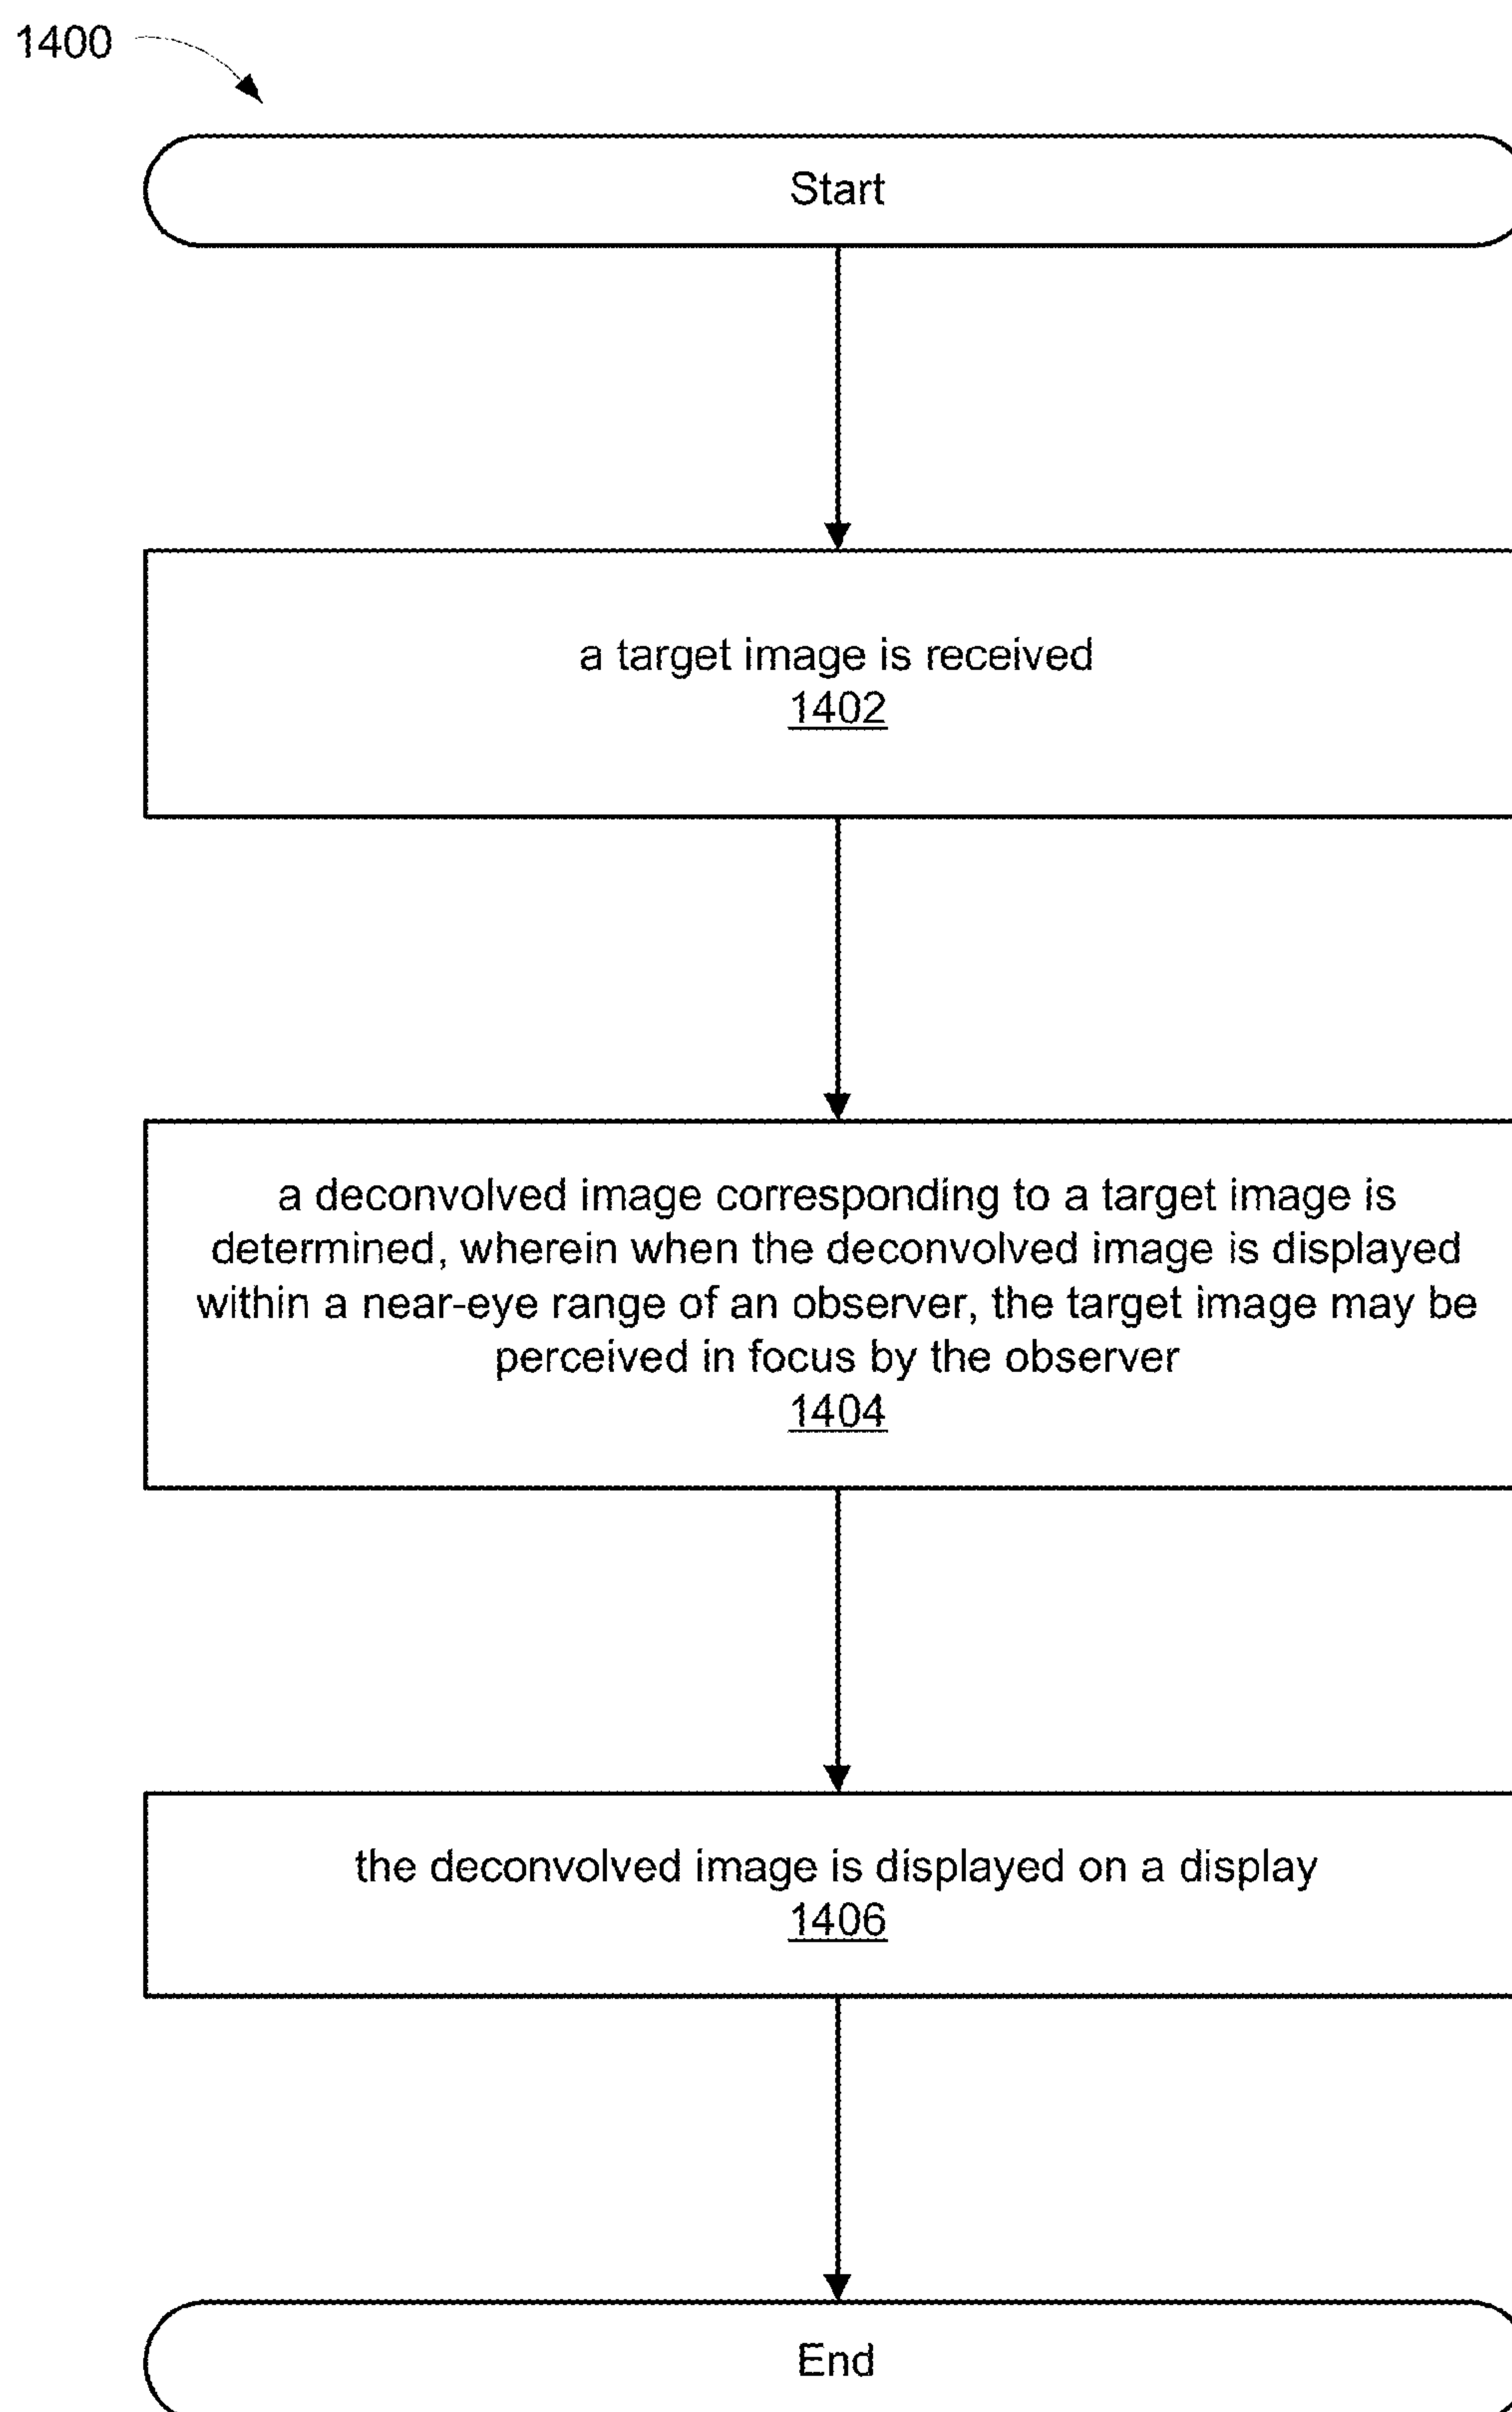 1400
Start
a target image is received
1402
a deconvolved image corresponding to a target image is
determined, wherein when the deconvolved image is displayed
within a near-eye range of an observer, the target image may be
perceived in focus by the observer
1404
the deconvolved image is displayed on a display
1406
End